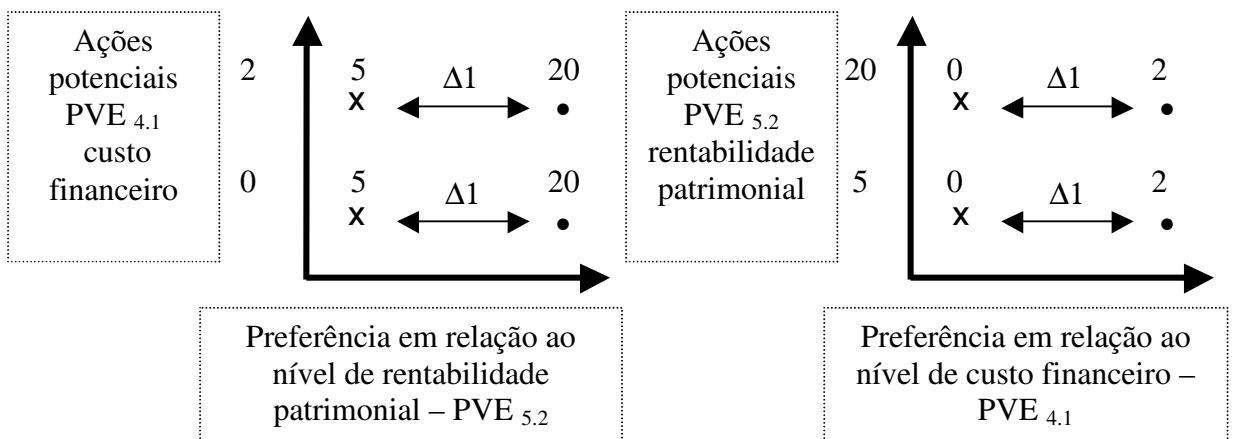 Ações
potenciais
PVE 4.1
custo
financeiro
2
5
x
Δ1
20
0
5
x
Δ1
20
Preferência em relação ao
nível de rentabilidade
patrimonial – PVE 5.2
Ações
potenciais
PVE 5.2
rentabilidade
patrimonial
20
0
x
Δ1
2
5
0
x
Δ1
2
Preferência em relação ao
nível de custo financeiro –
PVE 4.1